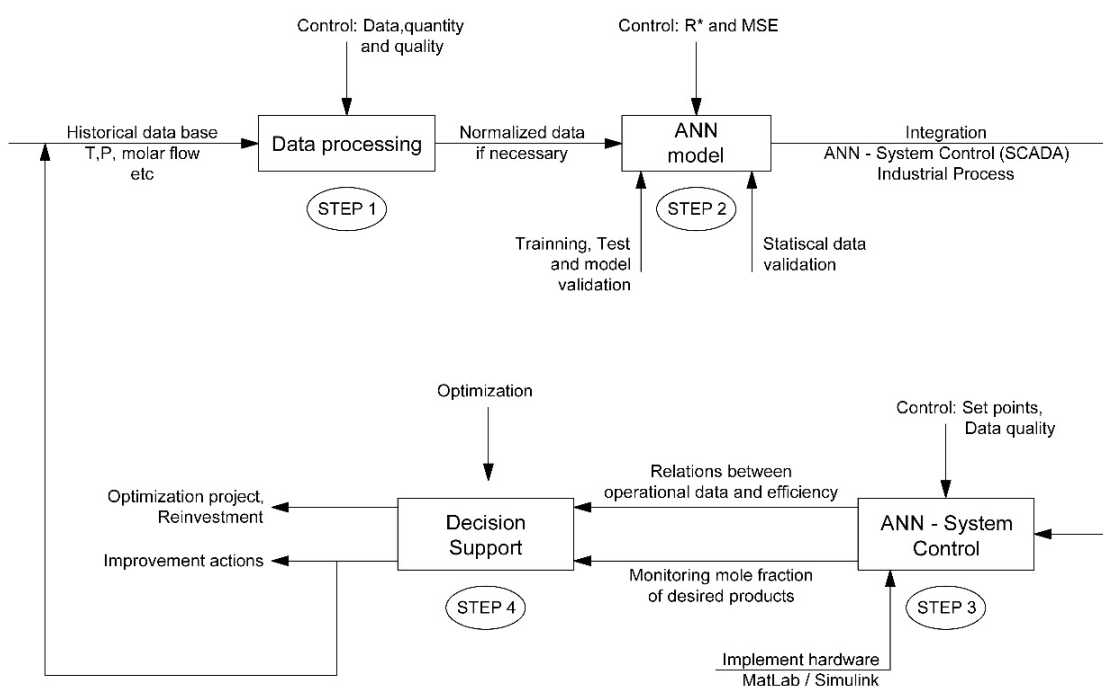 Control: Data,quantity
and quality
Control: R* and MSE
Historical data base
T,P, molar flow
etc
Data processing
Normalized data
if necessary
ANN
model
Integration
ANN - System Control (SCADA)
Industrial Process
STEP 1
STEP 2
Trainning, Test
and model
validation
Statiscal data
validation
Optimization
Control: Set points,
Data quality
Optimization project,
Reinvestment
Improvement actions
Decision
Support
Relations between
operational data and efficiency
Monitoring mole fraction
of desired products
ANN - System
Control
STEP 4
STEP 3
Implement hardware
MatLab / Simulink